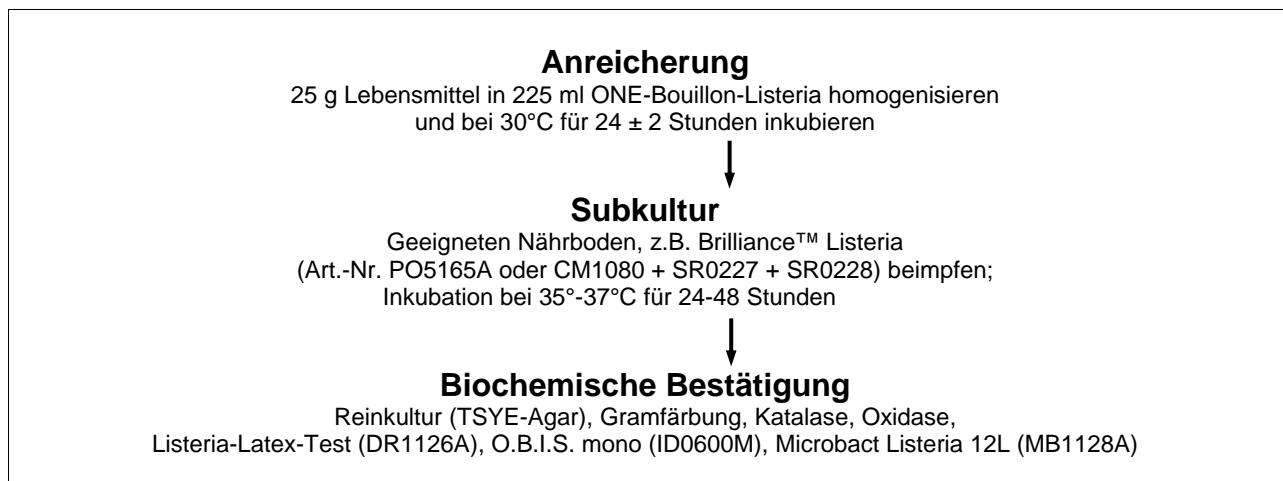 Anreicherung
25 g Lebensmittel in 225 ml ONE-Bouillon-Listeria homogenisieren
und bei 30°C für 24 ± 2 Stunden inkubieren
Subkultur
Geeigneten Nährboden, z.B. Brilliance™ Listeria
(Art.-Nr. PO5165A oder CM1080 + SR0227 + SR0228) beimpfen;
Inkubation bei 35°-37°C für 24-48 Stunden
Biochemische Bestätigung
Reinkultur (TSYE-Agar), Gramfärbung, Katalase, Oxidase,
Listeria-Latex-Test (DR1126A), O.B.I.S. mono (ID0600M), Microbact Listeria 12L (MB1128A)